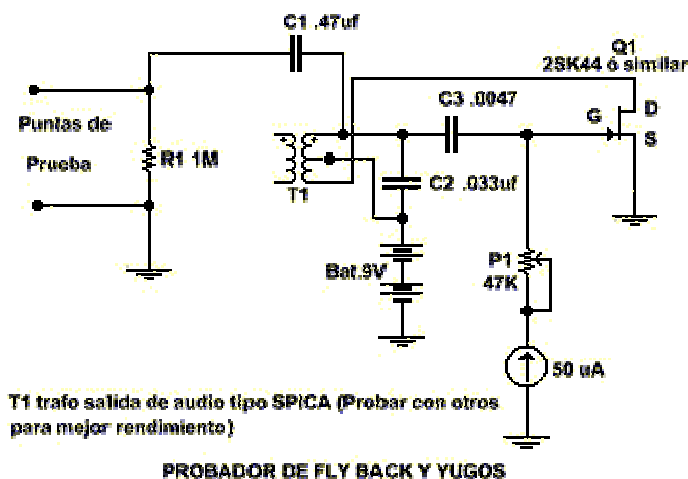 C1 .47uf
Q1
2SK44 ó similar
C3 .0047
G
D
S
Puntas de
Prueba
R1 1M
T1
C2 .033uf
Bat.9V
P1
47K
50 uA
T1 trafo salida de audio tipo SPICA (Probar con otros
para mejor rendimiento)
PROBADOR DE FLY BACK Y YUGOS